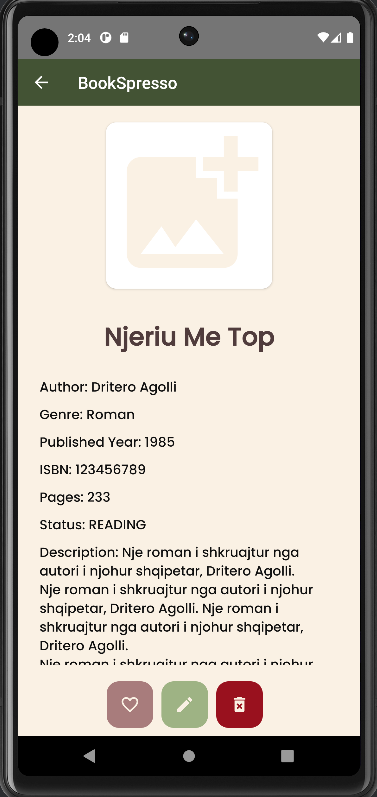 2:04
BookSpresso
Njeriu Me Top
Author: Dritero Agolli
Genre: Roman
Published Year: 1985
ISBN: 123456789
Pages: 233
Status: READING
Description: Nje roman i shkruajtur nga
autori i njohur shqipetar, Dritero Agolli.
Nje roman i shkruajtur nga autori i njohur
shqipetar, Dritero Agolli. Nje roman i
shkruajtur nga autori i njohur shqipetar,
Dritero Agolli.
Nje roman i shkruajtur nga autori i njohur